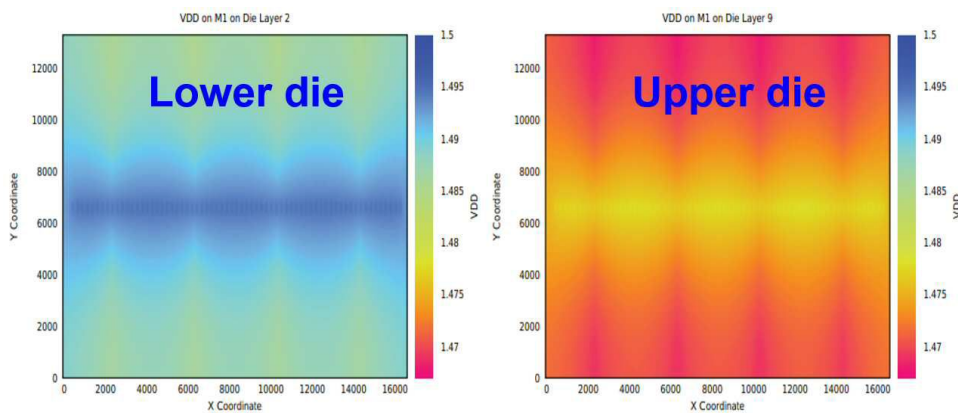 VDD on M1 on Die Layer 2
Lower die
12000
10000
8000
6000
4000
2000
0
Y Coordinate
0 2000 4000 6000 8000 10000 12000 14000 16000
X Coordinate
1.5
1.495
1.49
1.485
1.48
1.475
1.47
VDD
VDD on M1 on Die Layer 9
Upper die
12000
10000
8000
6000
4000
2000
0
Y Coordinate
0 2000 4000 6000 8000 10000 12000 14000 16000
X Coordinate
1.5
1.495
1.49
1.485
1.48
1.475
1.47
VDD